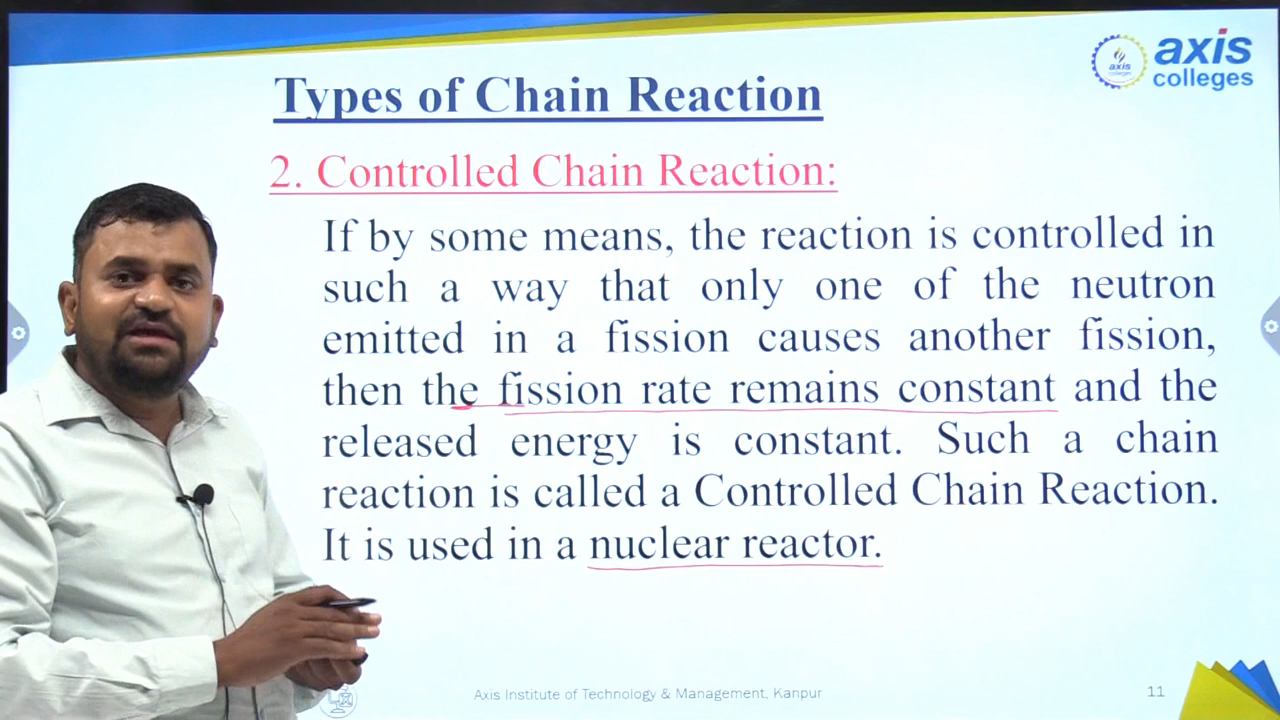 axis
colleges
axis
colleges
Types of Chain Reaction
2. Controlled Chain Reaction:
If by some means, the reaction is controlled in
such a way that only one of the neutron
emitted in a fission causes another fission,
then the fission rate remains constant and the
released energy is constant. Such a chain
reaction is called a Controlled Chain Reaction.
It is used in a nuclear reactor.
Axis Institute of Technology & Management, Kanpur
11